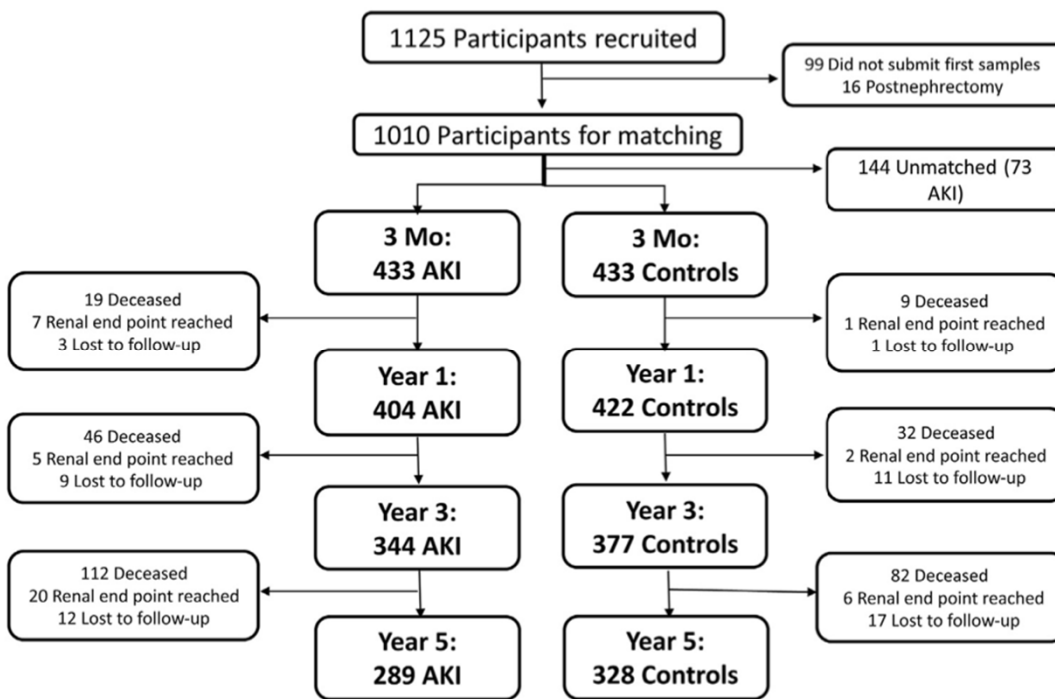 1125 Participants recruited
99 Did not submit first samples
16 Postnephrectomy
1010 Participants for matching
144 Unmatched (73
AKI)
3 Mo:
433 AKI
3 Mo:
433 Controls
19 Deceased
7 Renal end point reached
3 Lost to follow-up
9 Deceased
1 Renal end point reached
1 Lost to follow-up
Year 1:
404 AKI
Year 1:
422 Controls
46 Deceased
5 Renal end point reached
9 Lost to follow-up
32 Deceased
2 Renal end point reached
11 Lost to follow-up
Year 3:
344 AKI
Year 3:
377 Controls
112 Deceased
20 Renal end point reached
12 Lost to follow-up
82 Deceased
6 Renal end point reached
17 Lost to follow-up
Year 5:
289 AKI
Year 5:
328 Controls